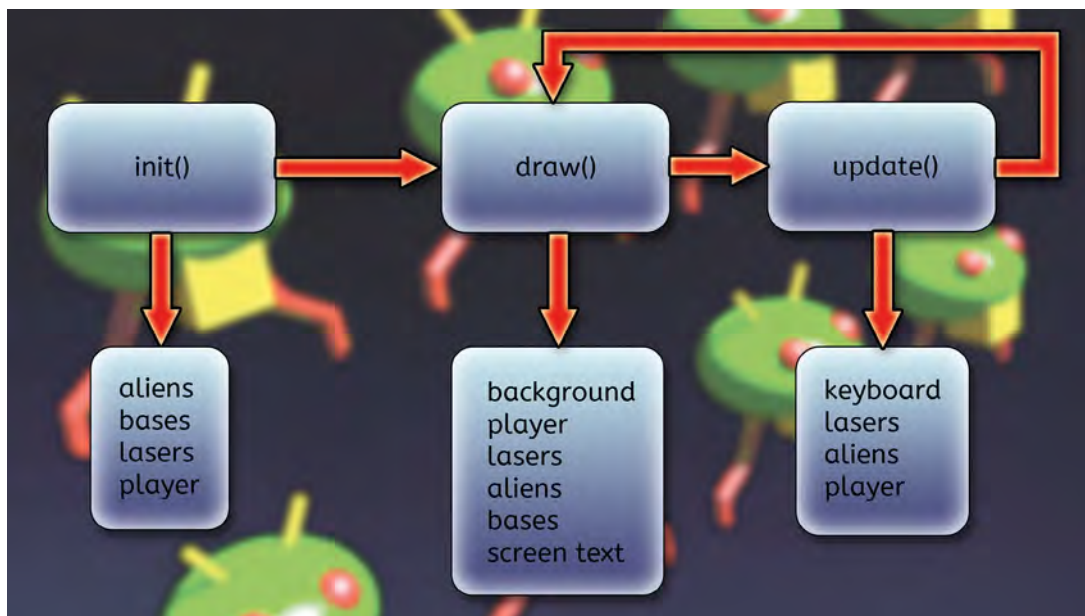 init()
draw()
update()
aliens
bases
lasers
player
background
player
lasers
aliens
bases
screen text
keyboard
lasers
aliens
player